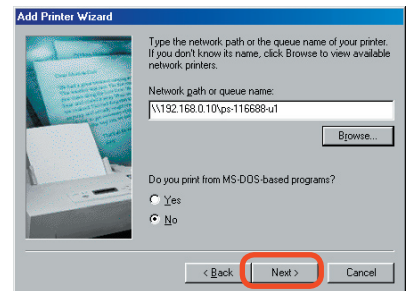 Add Printer Wizard
Type the network path or the queue name of your printer.
If you don't know its name, click Browse to view available
network printers.
Network path or queue name:
\\192.168.0.10\ps-116688-u1
Browse...
Do you print from MS-DOS-based programs?
Yes
No
< Back
Next >
Cancel